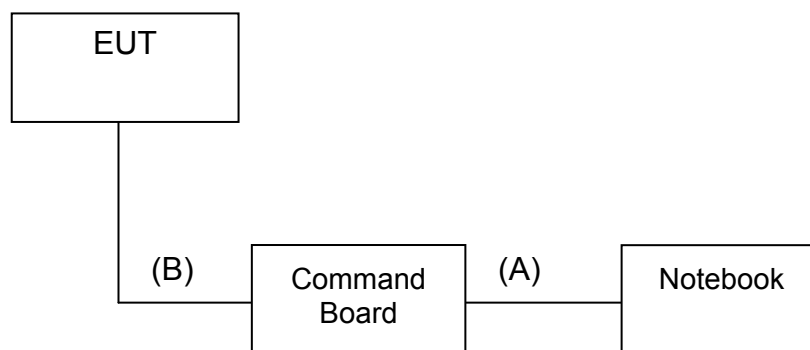 EUT
(B)
Command
Board
(A)
Notebook